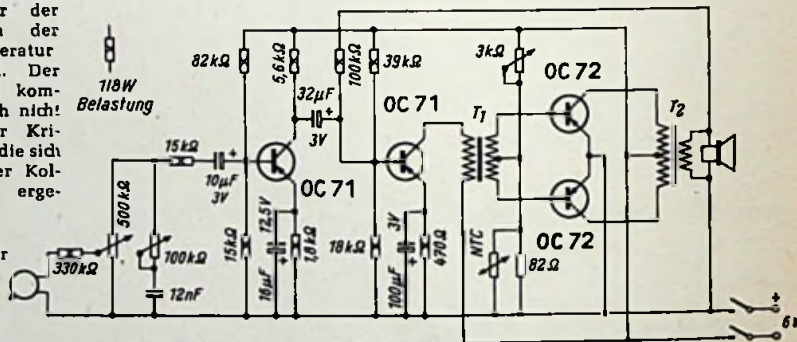 r der
n der
eratur
.. Der
kom-
ch nicht
r Kri-
die sich
er Kol-
erge-
r
1/8W
Belastung
82kΩ
5,6kΩ
32µF
3V
100kΩ
39kΩ
3kΩ
OC 72
OC 71
T1
T2
15kΩ
10µF
3V
OC 71
500kΩ
330kΩ
100kΩ
12nF
15kΩ
16µF
12,5V
1,8kΩ
18kΩ
100µF
3V
470Ω
NTC
82Ω
OC 72
+
-
6V